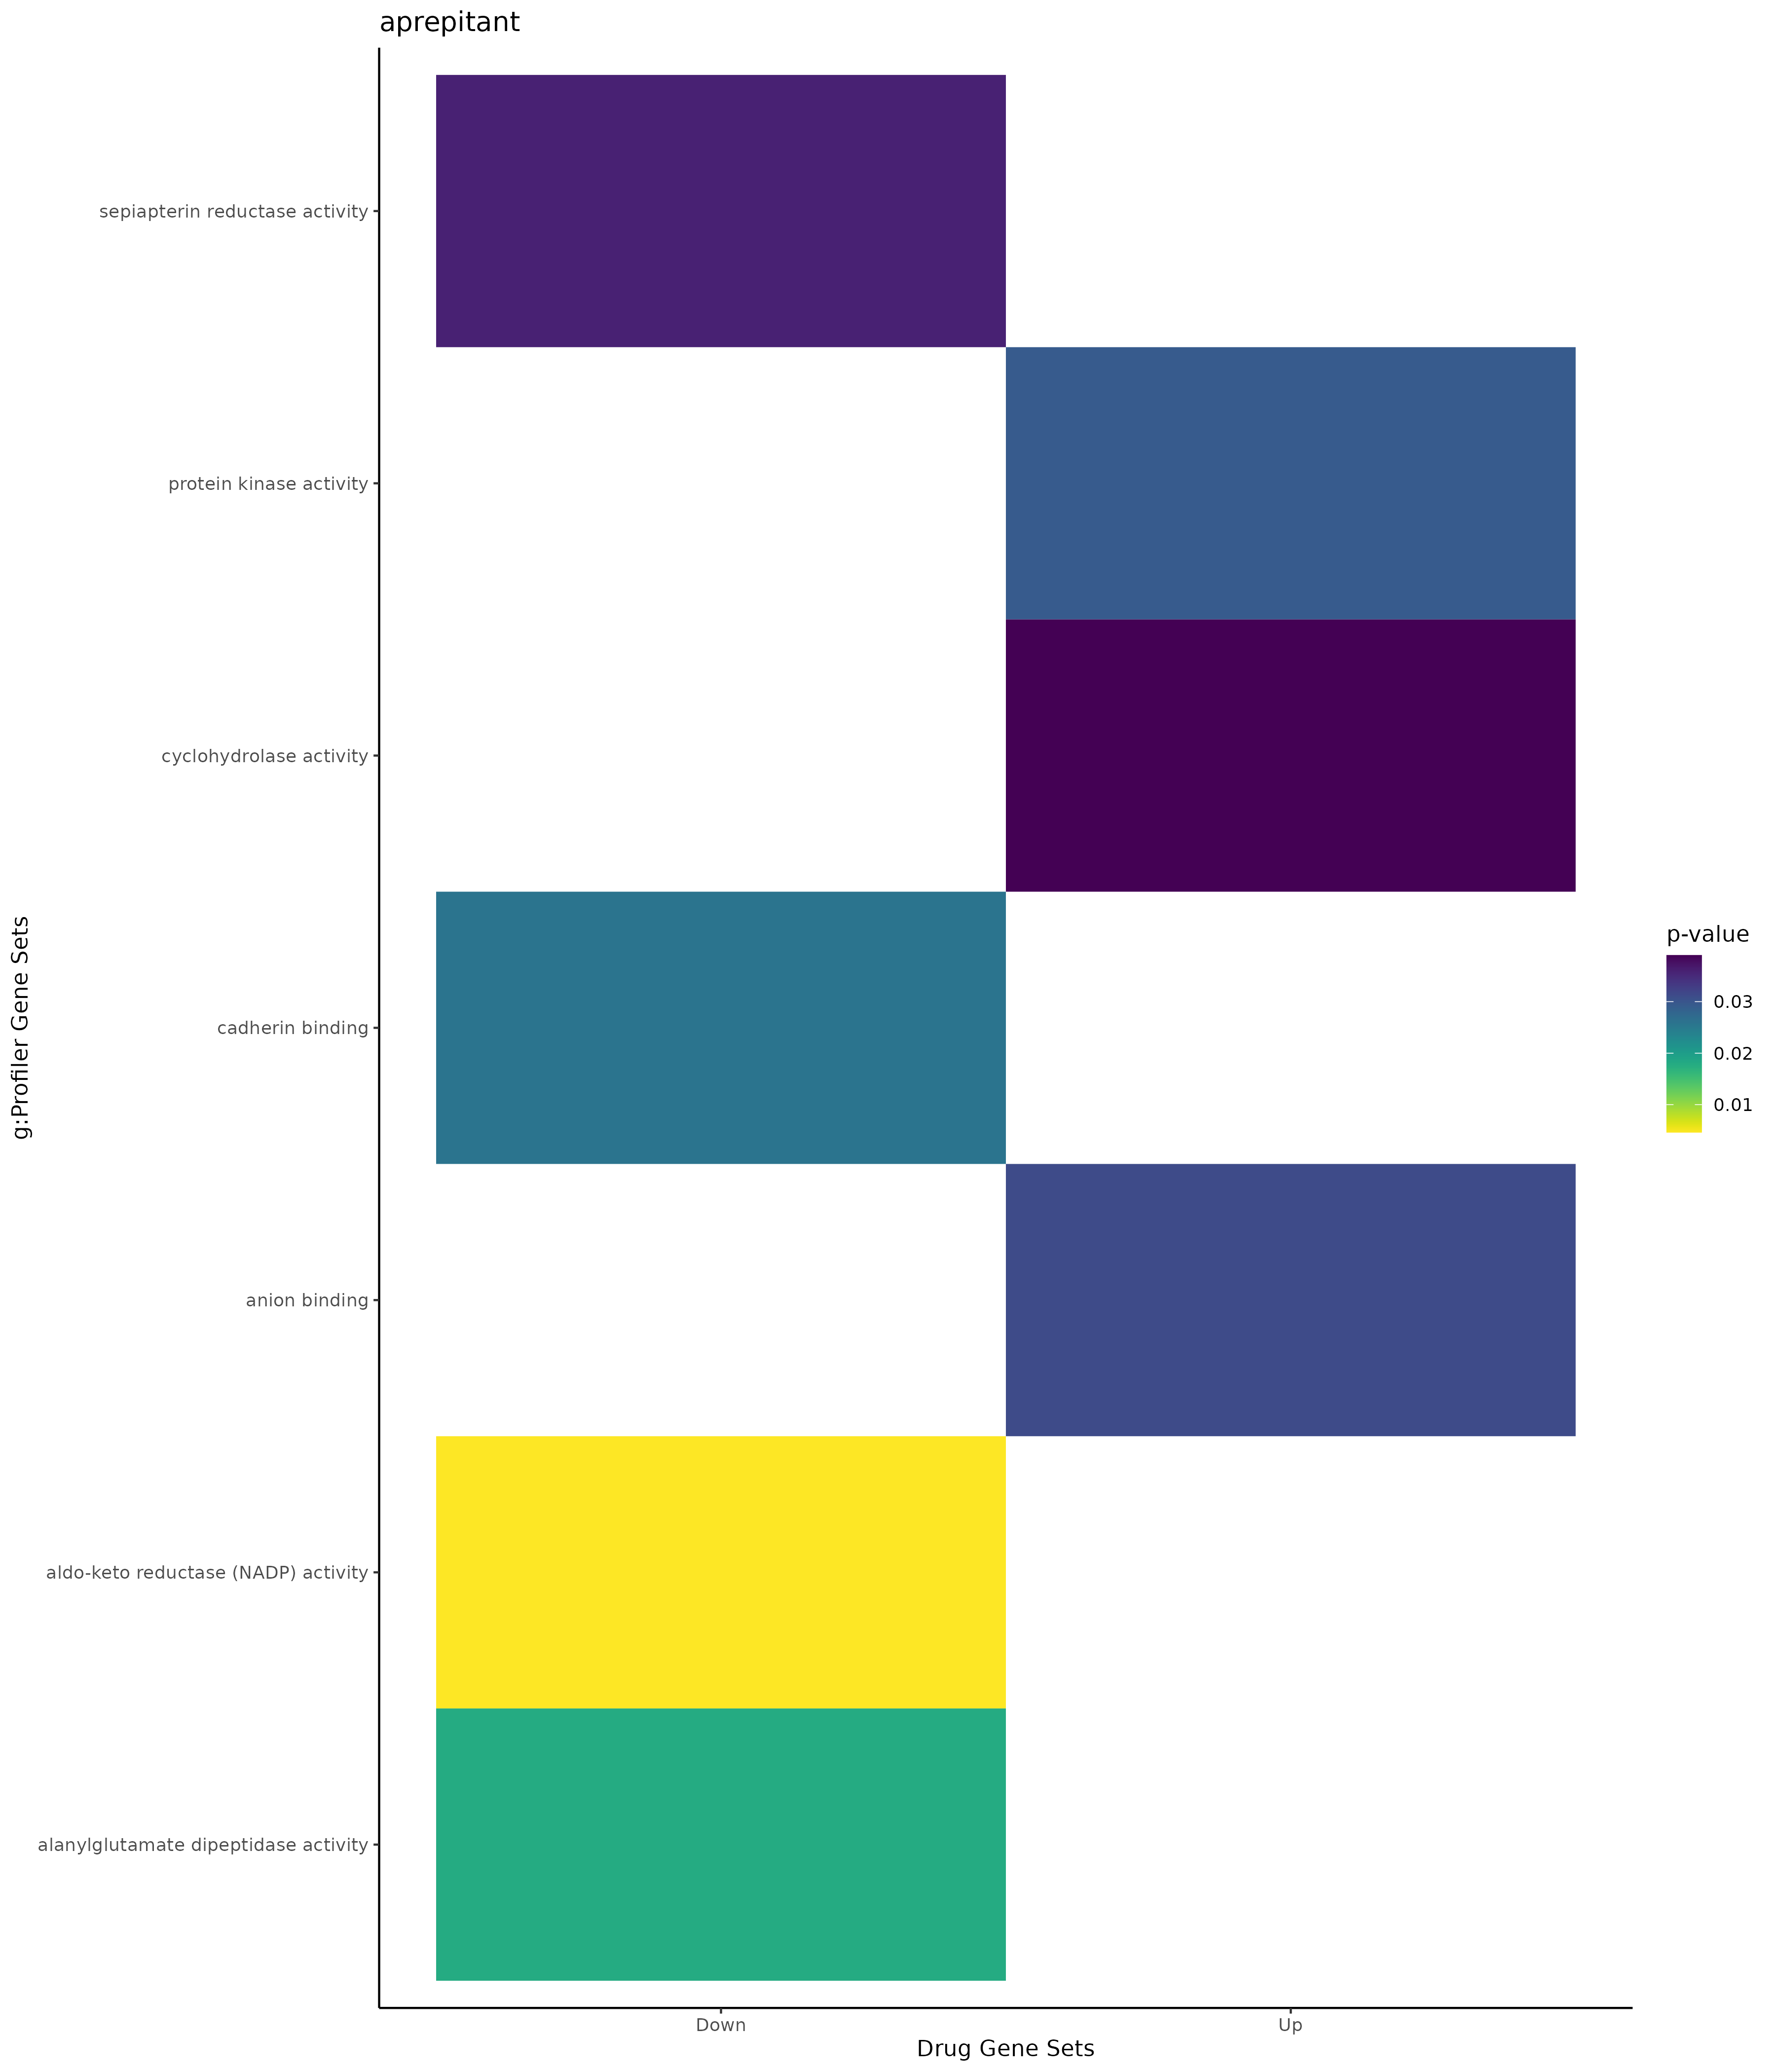 aprepitant
g:Profiler Gene Sets
sepiapterin reductase activity
protein kinase activity
cyclohydrolase activity
cadherin binding
anion binding
aldo-keto reductase (NADP) activity
alanylglutamate dipeptidase activity
Down
Up
Drug Gene Sets
p-value
0.03
0.02
0.01